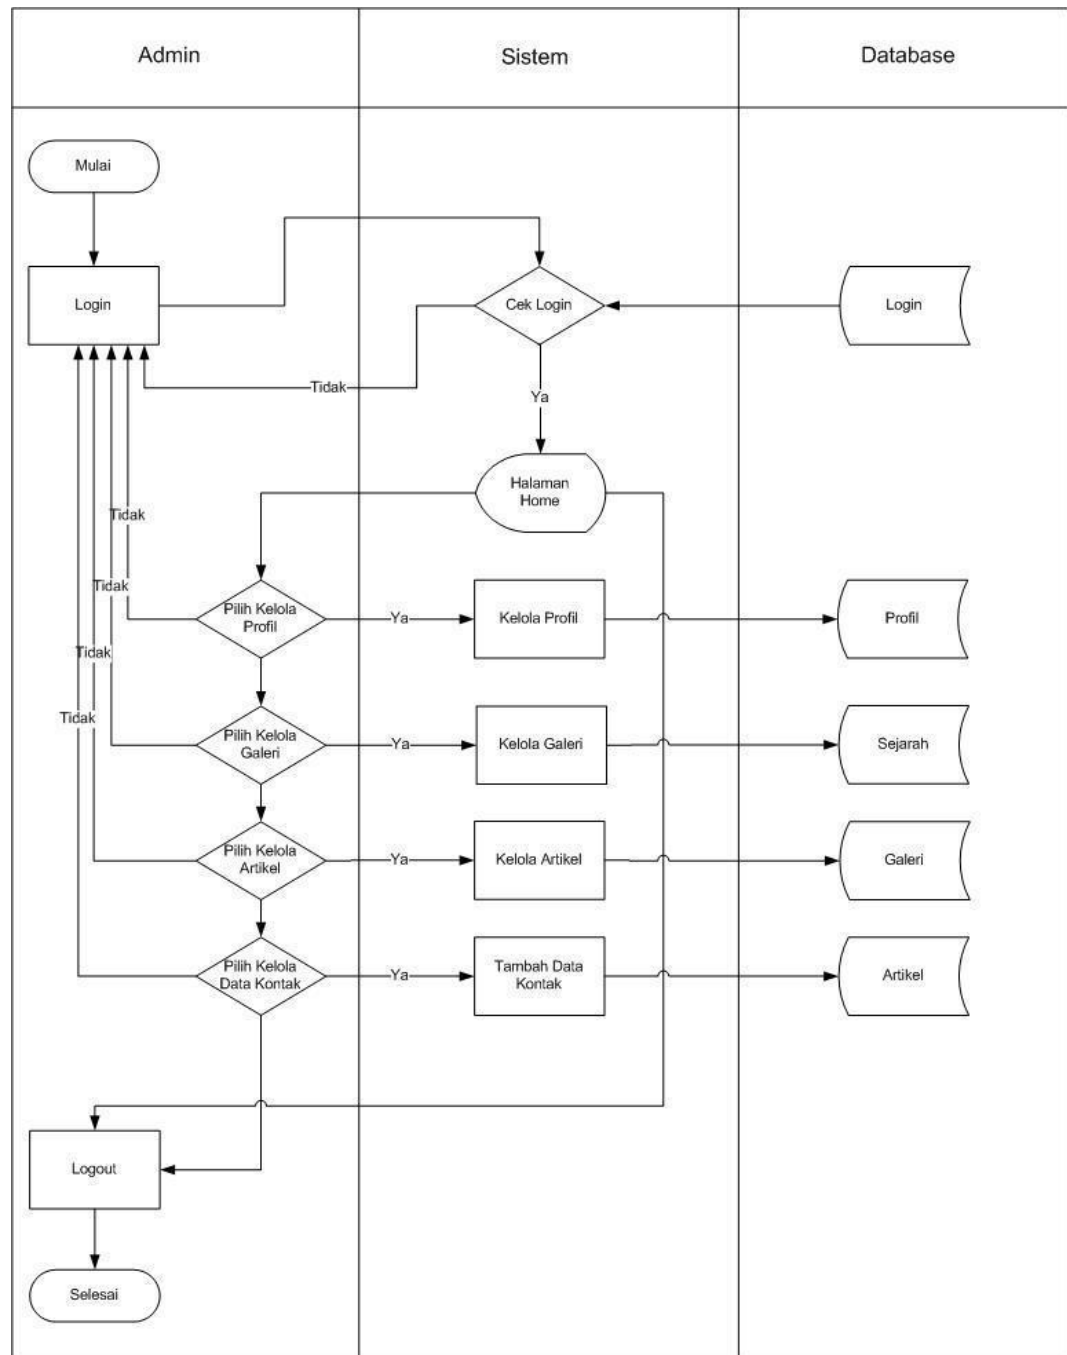 Admin
Sistem
Database
Mulai
Login
Cek Login
Login
Tidak
Ya
Halaman
Home
Tidak
Tidak
Pilih Kelola
Profil
Ya
Kelola Profil
Profil
Tidak
Tidak
Pilih Kelola
Galeri
Ya
Kelola Galeri
Sejarah
Pilih Kelola
Artikel
Ya
Kelola Artikel
Galeri
Pilih Kelola
Data Kontak
Ya
Tambah Data
Kontak
Artikel
Logout
Selesai